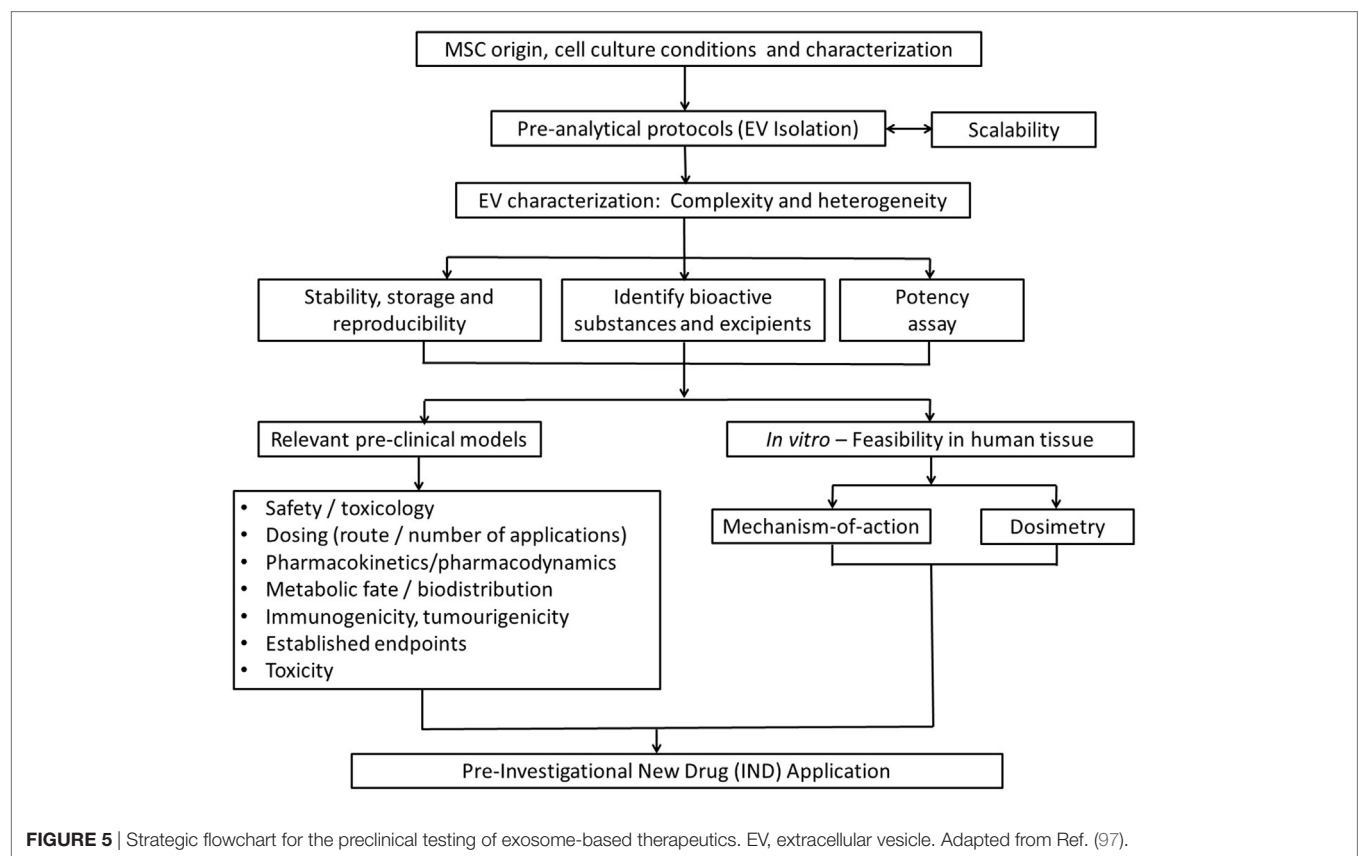 MSC origin, cell culture conditions and characterization
Pre-analytical protocols (EV Isolation)
Scalability
EV characterization: Complexity and heterogeneity
Stability, storage and
reproducibility
Identify bioactive
substances and excipients
Potency
assay
Relevant pre-clinical models
In vitro – Feasibility in human tissue
• Safety / toxicology
• Dosing (route / number of applications)
• Pharmacokinetics/pharmacodynamics
• Metabolic fate / biodistribution
• Immunogenicity, tumourigenicity
• Established endpoints
• Toxicity
Mechanism-of-action
Dosimetry
Pre-Investigational New Drug (IND) Application
FIGURE 5 | Strategic flowchart for the preclinical testing of exosome-based therapeutics. EV, extracellular vesicle. Adapted from Ref. (97).